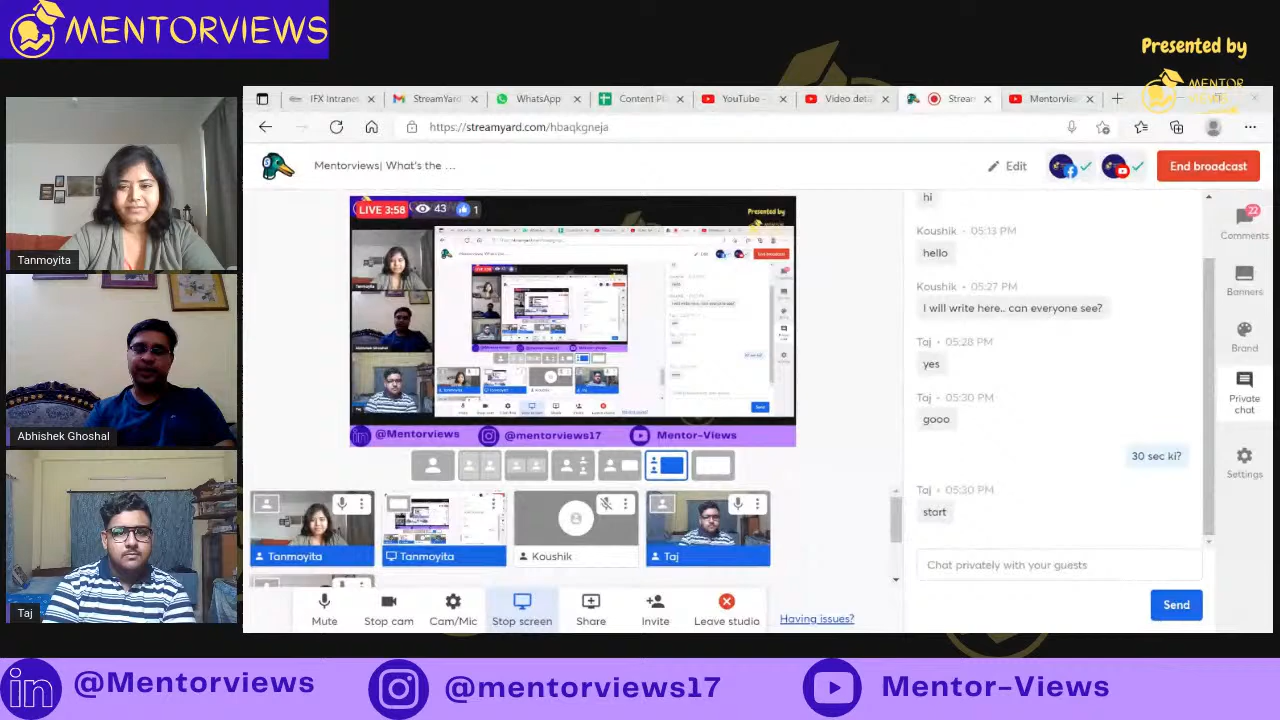 MENTORVIEWS
Presented by
MENTOR
Tanmoyita
Abhishek Ghoshal
Taj
IFX Intranes
StreamYard
WhatsApp
Content Pl
YouTube -
Video deta
Stream
Mentorvie
https://streamyard.com/hbaqkgneja
Mentorviews| What's the ...
Edit
End broadcast
LIVE 3:58
43
1
Presented by
@Mentorviews
@mentorviews17
Mentor-Views
Tanmoyita
Tanmoyita
Koushik
Taj
Mute
Stop cam
Cam/Mic
Stop screen
Share
Invite
Leave studio
Having issues?
hi
Koushik • 05:13 PM
hello
Koushik • 05:27 PM
I will write here.. can everyone see?
Taj • 05:28 PM
yes
Taj • 05:30 PM
gooo
30 sec ki?
Taj • 05:30 PM
start
Chat privately with your guests
Send
22
Comments
Banners
Brand
Private
chat
Settings
@Mentorviews
@mentorviews17
Mentor-Views